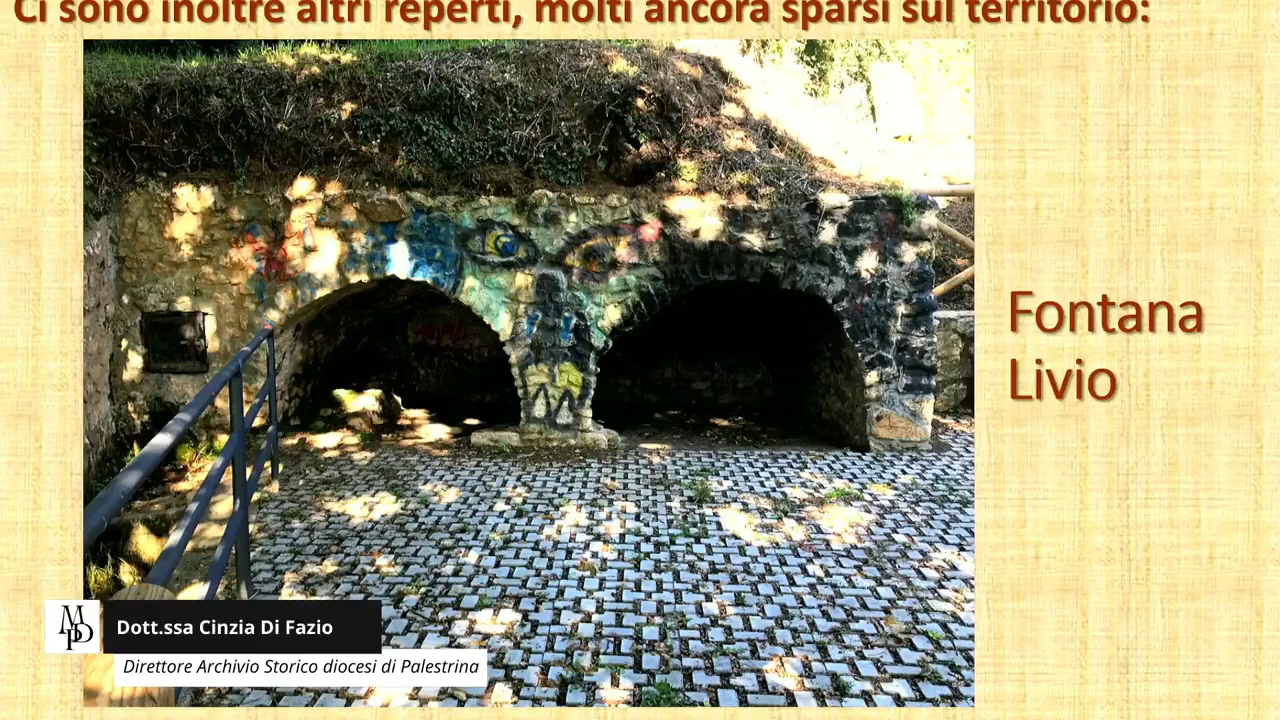 Ci sono inoltre altri reperti, molti ancora sparsi sul territorio:
Fontana
Livio
MPD
Dott.ssa Cinzia Di Fazio
Direttore Archivio Storico diocesi di Palestrina